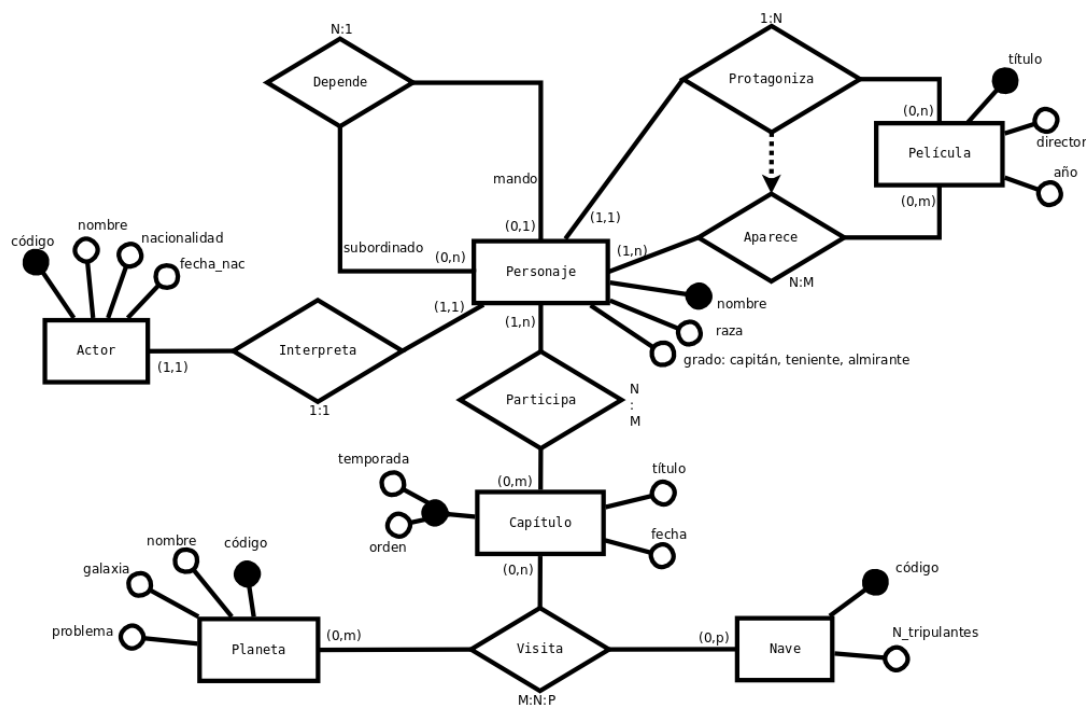 N:1
1:N
Depende
Protagoniza
título
(0,n)
director
Película
año
mando
(0,m)
(1,1)
(0,1)
subordinado
(0,n)
(1,n)
Aparece
N:M
Personaje
nombre
código
nacionalidad
fecha_nac
nombre
raza
grado: capitán, teniente, almirante
(1,1)
(1,n)
Actor
(1,1)
Interpreta
1:1
Participa
N
:
M
temporada
(0,m)
título
orden
Capítulo
fecha
nombre
código
galaxia
(0,n)
código
problema
(0,m)
(0,p)
N_tripulantes
Planeta
Visita
Nave
M:N:P